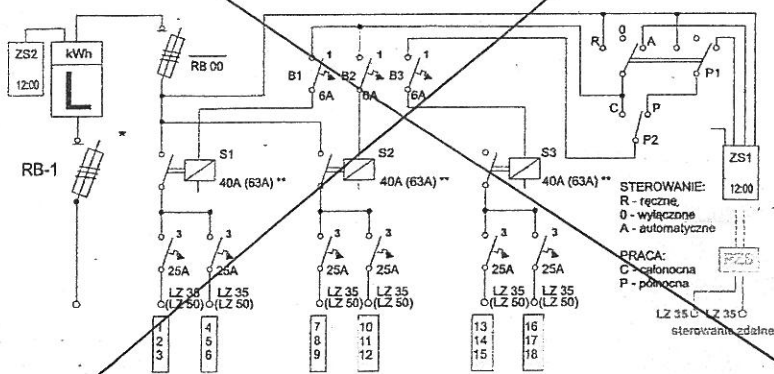 ZS2
12:00
kWh
L
RB-1
*
RB 00
B1
1
6A
B2
1
6A
B3
1
6A
R
0
A
P1
C
P
P2
ZS1
12:00
S1
40A (63A) **
S2
40A (63A) **
S3
40A (63A) **
STEROWANIE:
R - ręczne
0 - wyłączone
A - automatyczne
PRACA:
C - całonocna
P - północna
3
25A
3
25A
3
25A
3
25A
3
25A
3
25A
LZ 35
(LZ 50)
LZ 35
(LZ 50)
LZ 35
(LZ 50)
LZ 35
(LZ 50)
LZ 35
(LZ 50)
LZ 35
(LZ 50)
LZ 35
LZ 35
sterowanie zdalne
1
2
3
4
5
6
7
8
9
10
11
12
13
14
15
16
17
18